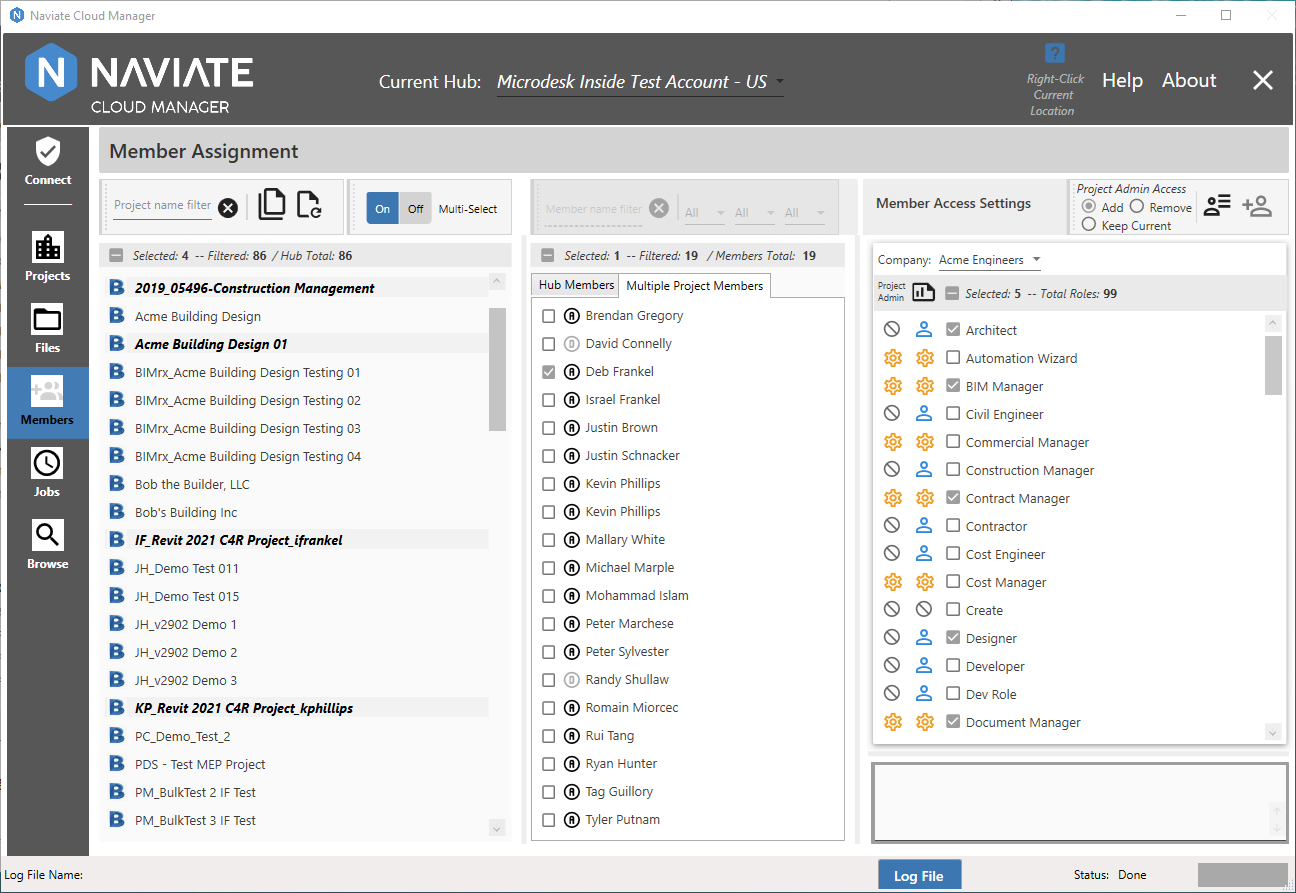 Naviate Cloud Manager
NAVIATE
CLOUD MANAGER
Current Hub: Microdesk Inside Test Account - US
?
Right-Click
Current
Location
Help
About
Connect
Projects
Files
Members
Jobs
Browse
Member Assignment
Project name filter
On Off Multi-Select
Selected: 4 -- Filtered: 86 / Hub Total: 86
B 2019_05496-Construction Management
B Acme Building Design
B Acme Building Design 01
B BIMrx_Acme Building Design Testing 01
B BIMrx_Acme Building Design Testing 02
B BIMrx_Acme Building Design Testing 03
B BIMrx_Acme Building Design Testing 04
B Bob the Builder, LLC
B Bob's Building Inc
B IF_Revit 2021 C4R Project_ifrankel
B JH_Demo Test 011
B JH_Demo Test 015
B JH_v2902 Demo 1
B JH_v2902 Demo 2
B JH_v2902 Demo 3
B KP_Revit 2021 C4R Project_kphillips
B PC_Demo_Test_2
B PDS - Test MEP Project
B PM_BulkTest 2 IF Test
B PM_BulkTest 3 IF Test
Member name filter
All All All
Selected: 1 -- Filtered: 19 / Members Total: 19
Hub Members
Multiple Project Members
A Brendan Gregory
D David Connelly
A Deb Frankel
A Israel Frankel
A Justin Brown
A Justin Schnacker
A Kevin Phillips
A Kevin Phillips
A Mallary White
A Michael Marple
A Mohammad Islam
A Peter Marchese
A Peter Sylvester
D Randy Shullaw
A Romain Miorcec
A Rui Tang
A Ryan Hunter
A Tag Guillory
A Tyler Putnam
Member Access Settings
Project Admin Access
Add Remove
Keep Current
Company: Acme Engineers
Project
Admin
Selected: 5 -- Total Roles: 99
Architect
Automation Wizard
BIM Manager
Civil Engineer
Commercial Manager
Construction Manager
Contract Manager
Contractor
Cost Engineer
Cost Manager
Create
Designer
Developer
Dev Role
Document Manager
Log File Name:
Log File
Status: Done